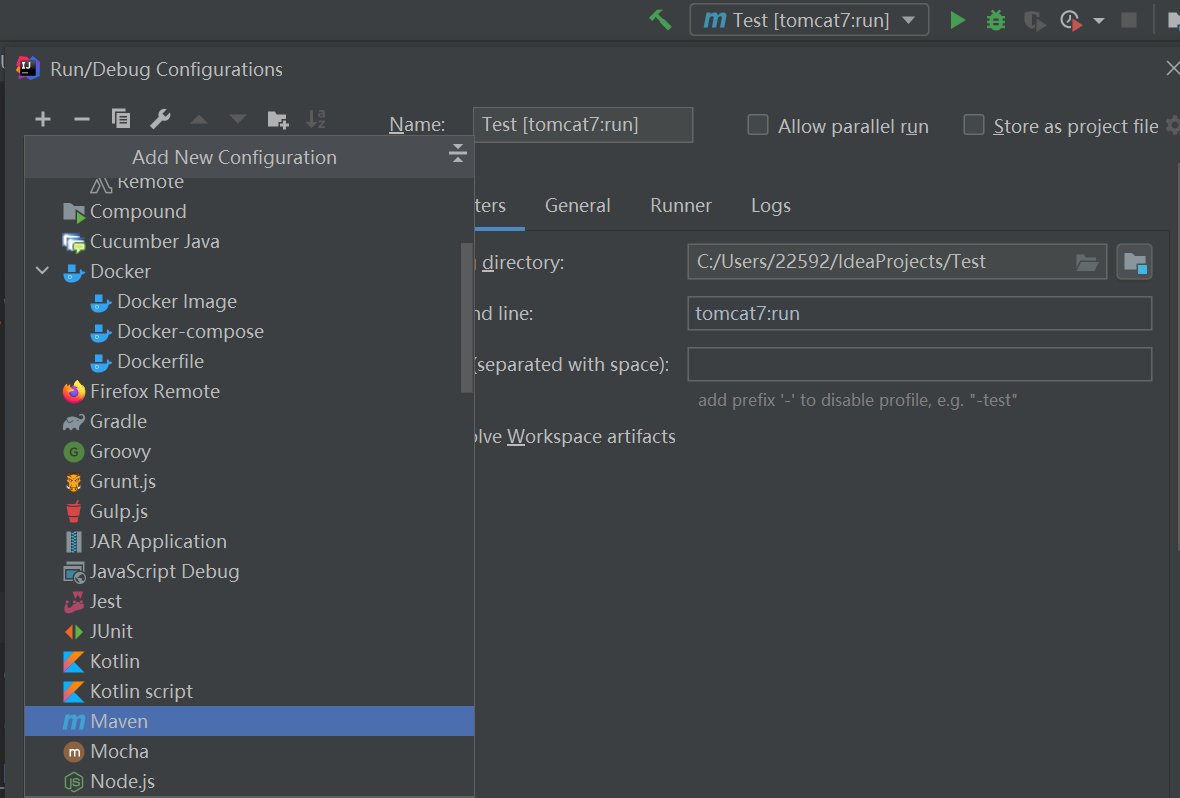 Test [tomcat7:run]
Run/Debug Configurations
Name:
Test [tomcat7:run]
Allow parallel run
Store as project file
Add New Configuration
Remote
Compound
Cucumber Java
Docker
Docker Image
Docker-compose
Dockerfile
Firefox Remote
Gradle
Groovy
Grunt.js
Gulp.js
JAR Application
JavaScript Debug
Jest
JUnit
Kotlin
Kotlin script
Maven
Mocha
Node.js
ters
General
Runner
Logs
directory:
C:/Users/22592/IdeaProjects/Test
nd line:
tomcat7:run
(separated with space):
add prefix '-' to disable profile, e.g. "-test"
olve Workspace artifacts